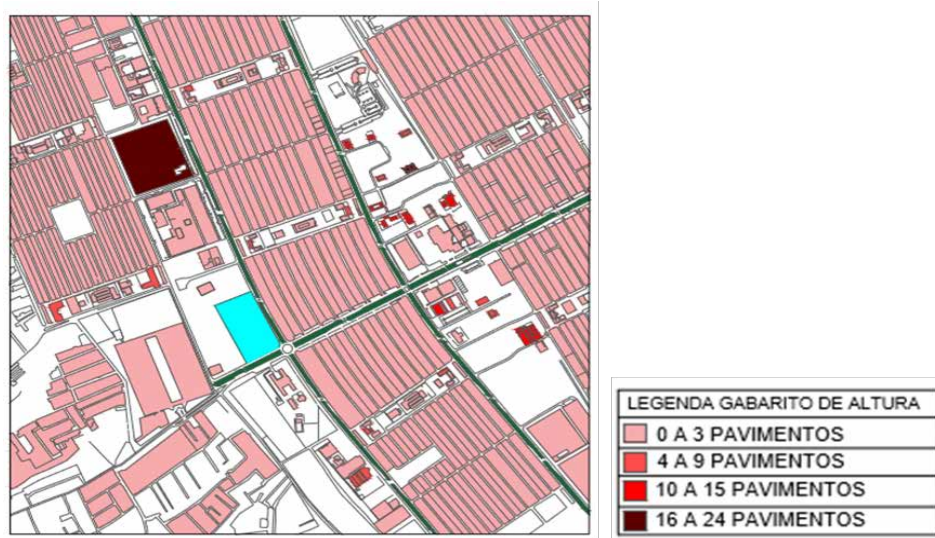 LEGENDA GABARITO DE ALTURA
0 A 3 PAVIMENTOS
4 A 9 PAVIMENTOS
10 A 15 PAVIMENTOS
16 A 24 PAVIMENTOS